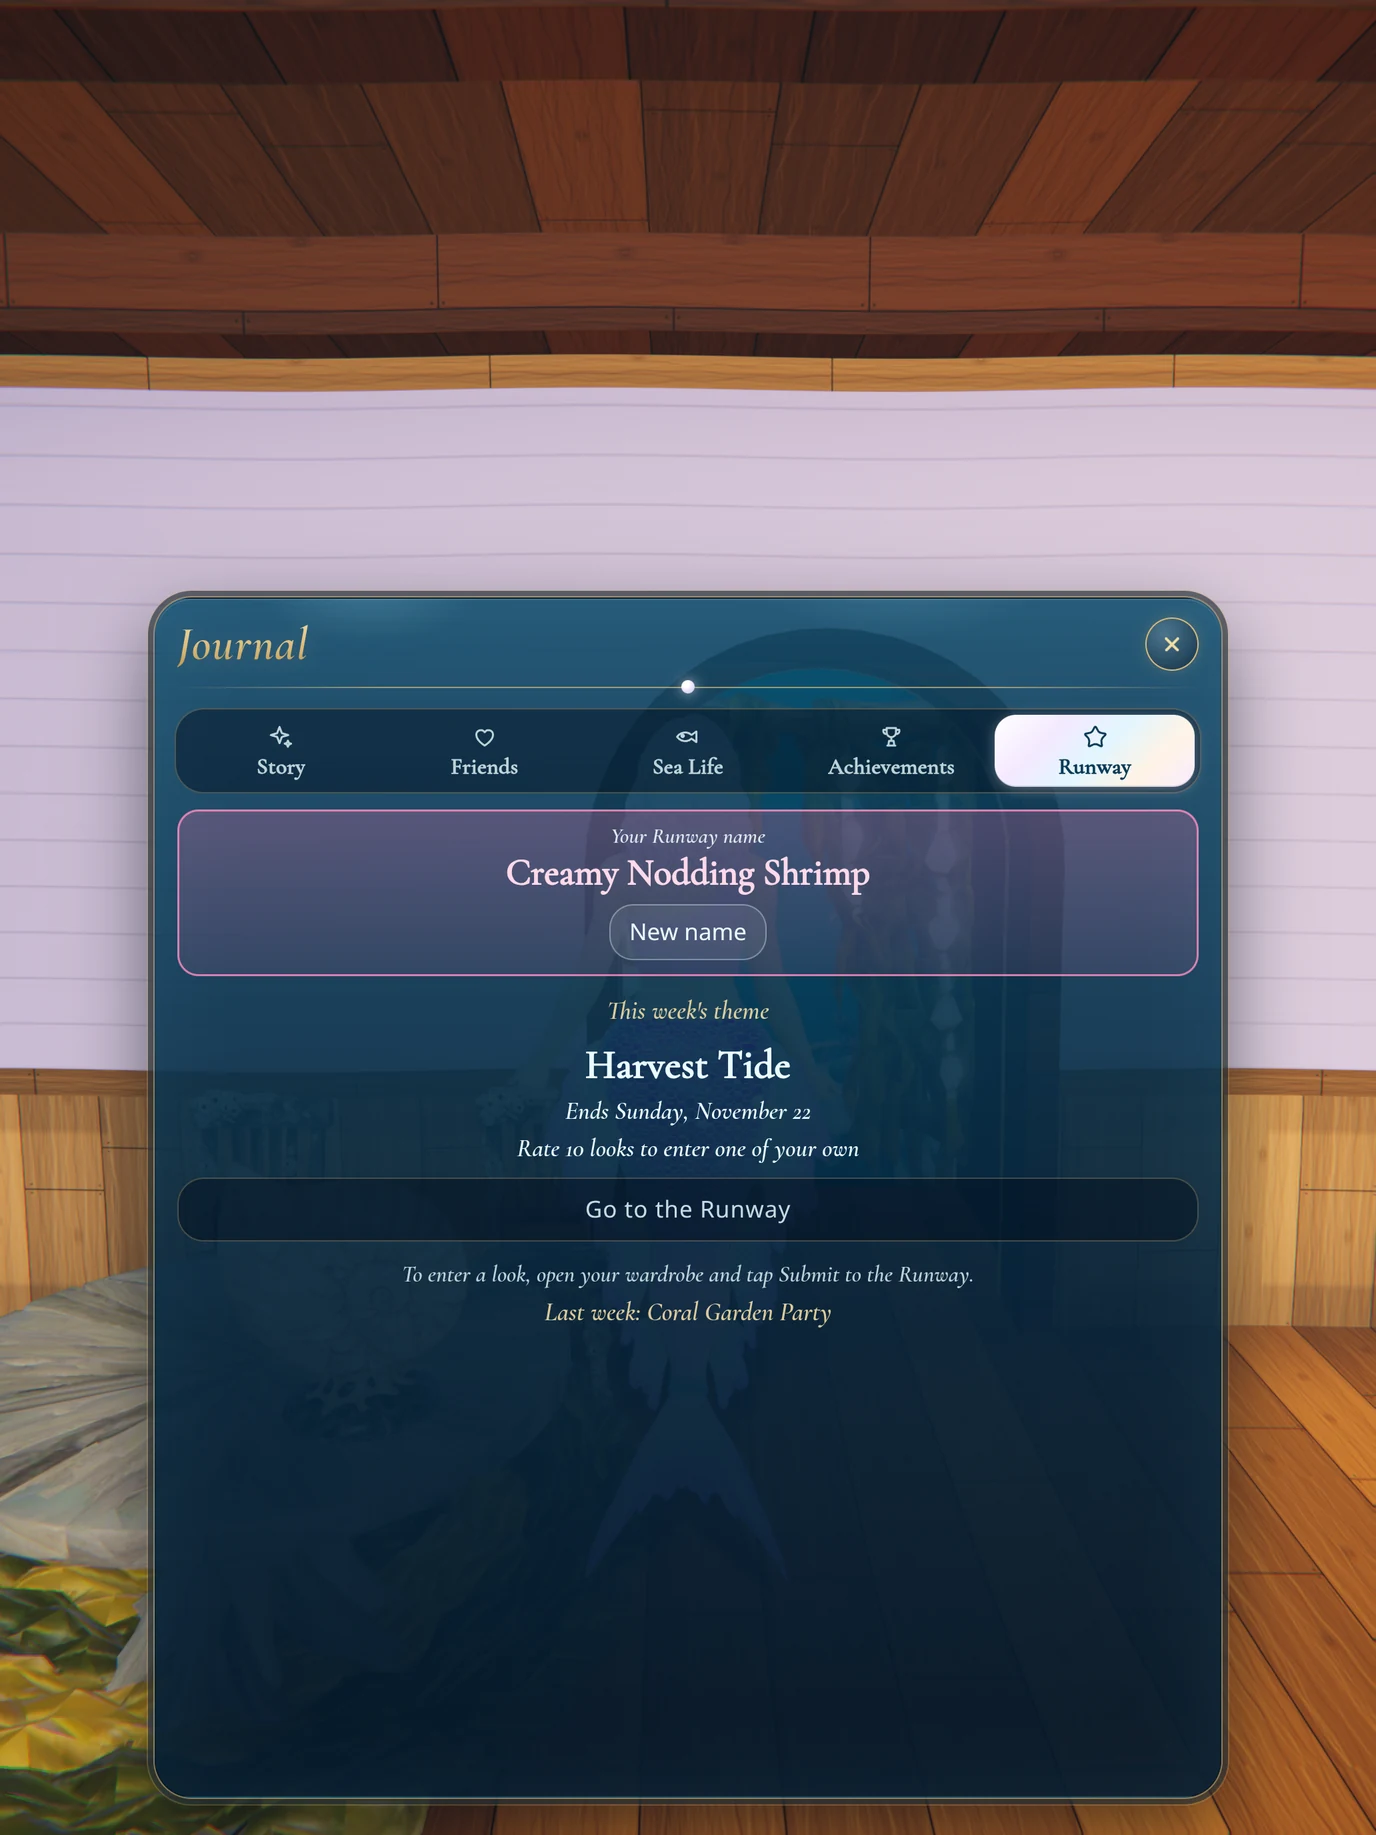 Journal
Story
Friends
Sea Life
Achievements
Runway
Your Runway name
Creamy Nodding Shrimp
New name
This week's theme
Harvest Tide
Ends Sunday, November 22
Rate 10 looks to enter one of your own
Go to the Runway
To enter a look, open your wardrobe and tap Submit to the Runway.
Last week: Coral Garden Party